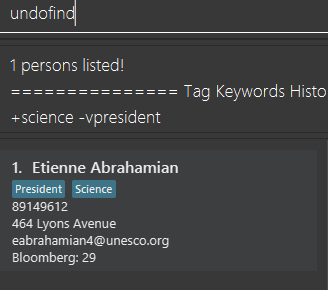 undofind
1 persons listed!
=============== Tag Keywords Histo
+science -vpresident
1. Etienne Abrahamian
President Science
89149612
464 Lyons Avenue
eabrahamian4@unesco.org
Bloomberg: 29